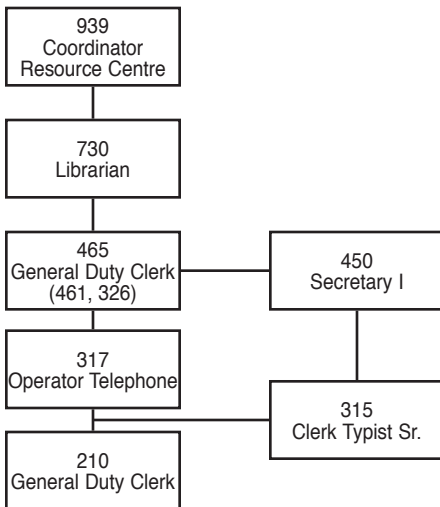 939
Coordinator
Resource Centre
730
Librarian
465
General Duty Clerk
(461, 326)
450
Secretary I
317
Operator Telephone
315
Clerk Typist Sr.
210
General Duty Clerk